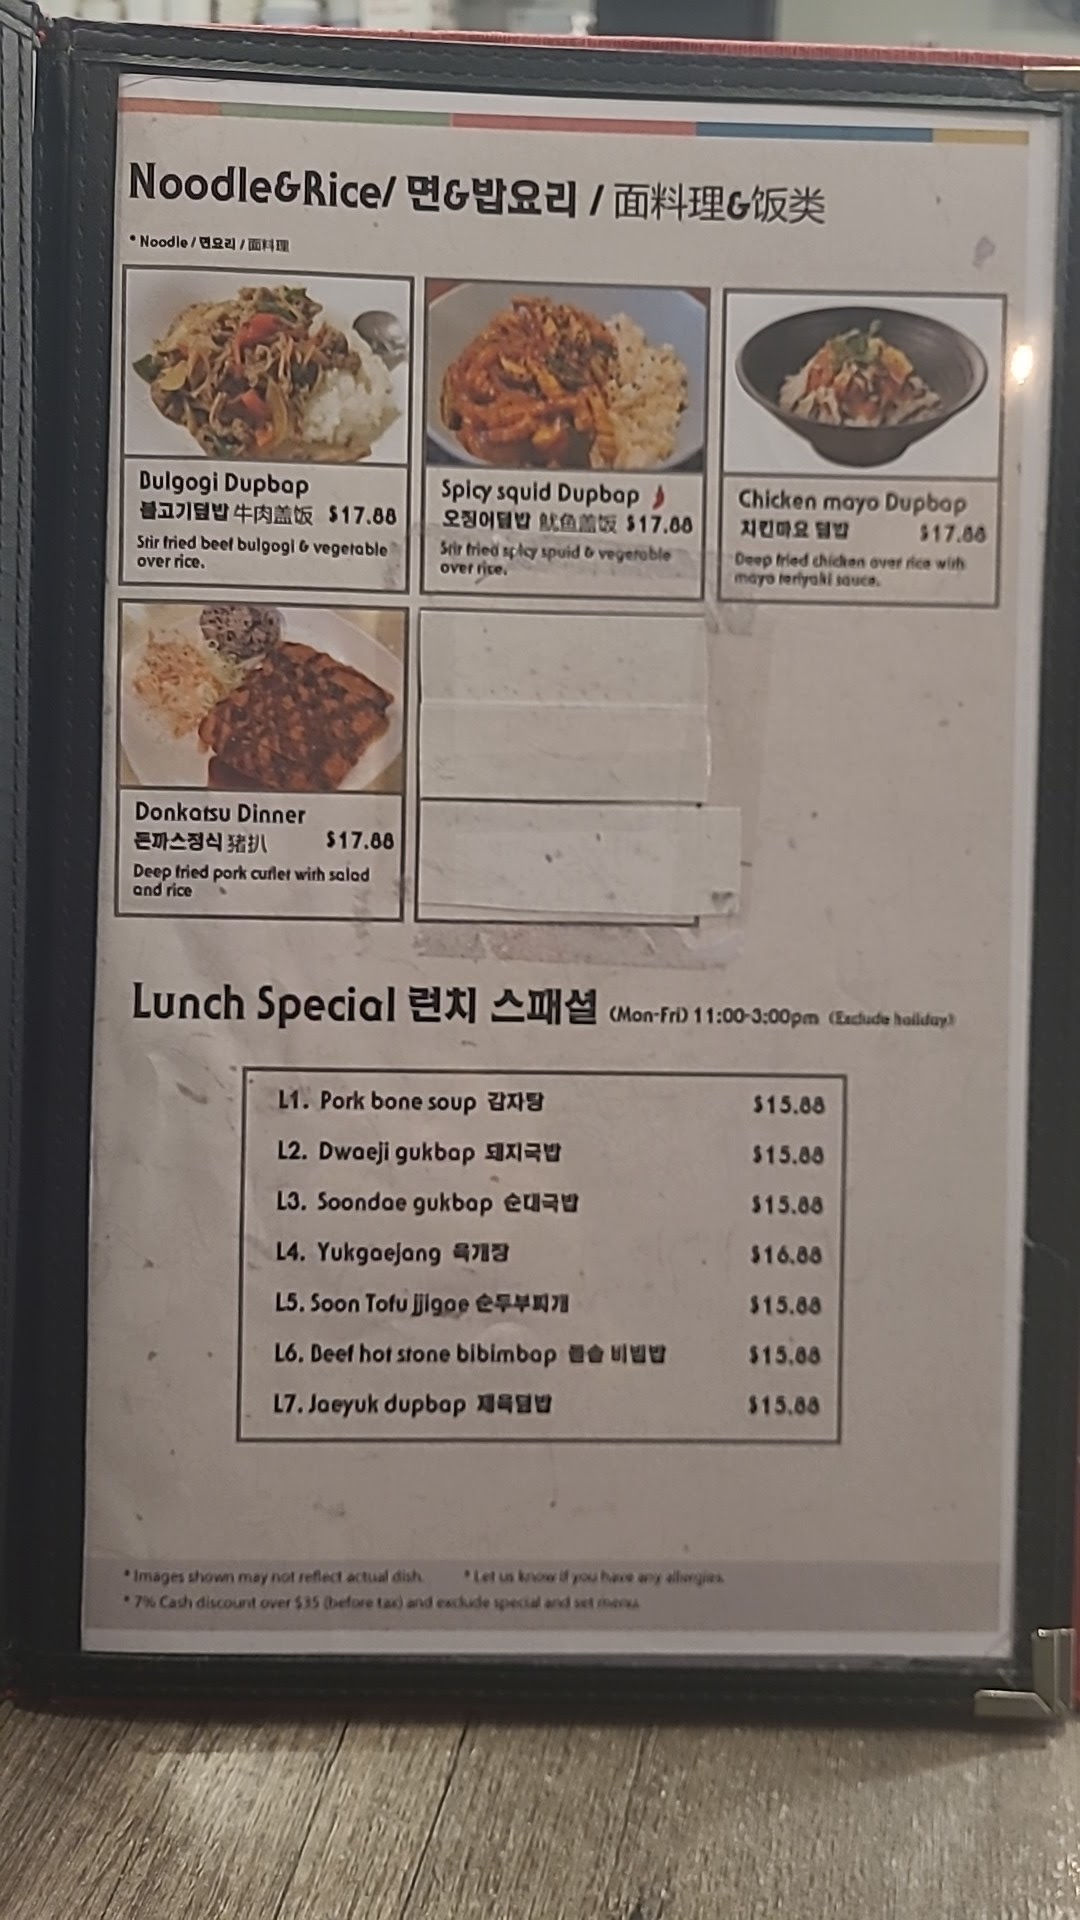 Noodle&Rice/ 면&밥요리 / 面料理&饭类
* Noodle / 면요리 / 面料理
Bulgogi Dupbap
불고기덮밥 牛肉盖饭 $17.88
Stir fried beef bulgogi & vegetable
over rice.
Spicy squid Dupbap
오징어덮밥 鱿鱼盖饭 $17.88
Stir fried spicy spuid & vegetable
over rice.
Chicken mayo Dupbap
치킨마요 덮밥 $17.88
Deep fried chicken over rice with
mayo teriyaki sauce.
Donkatsu Dinner
돈까스정식 猪扒 $17.88
Deep fried pork cutlet with salad
and rice
Lunch Special 런치 스패셜 (Mon-Fri) 11:00-3:00pm (Exclude holiday)
L1. Pork bone soup 감자탕 $15.88
L2. Dwaeji gukbap 돼지국밥 $15.88
L3. Soondae gukbap 순대국밥 $15.88
L4. Yukgaejang 육개장 $16.88
L5. Soon Tofu jjigae 순두부찌개 $15.88
L6. Beef hot stone bibimbap 돌솥 비빔밥 $15.88
L7. Jaeyuk dupbap 제육덮밥 $15.88
* Images shown may not reflect actual dish. * Let us know if you have any allergies.
* 7% Cash discount over $35 (before tax) and exclude special and set menu.